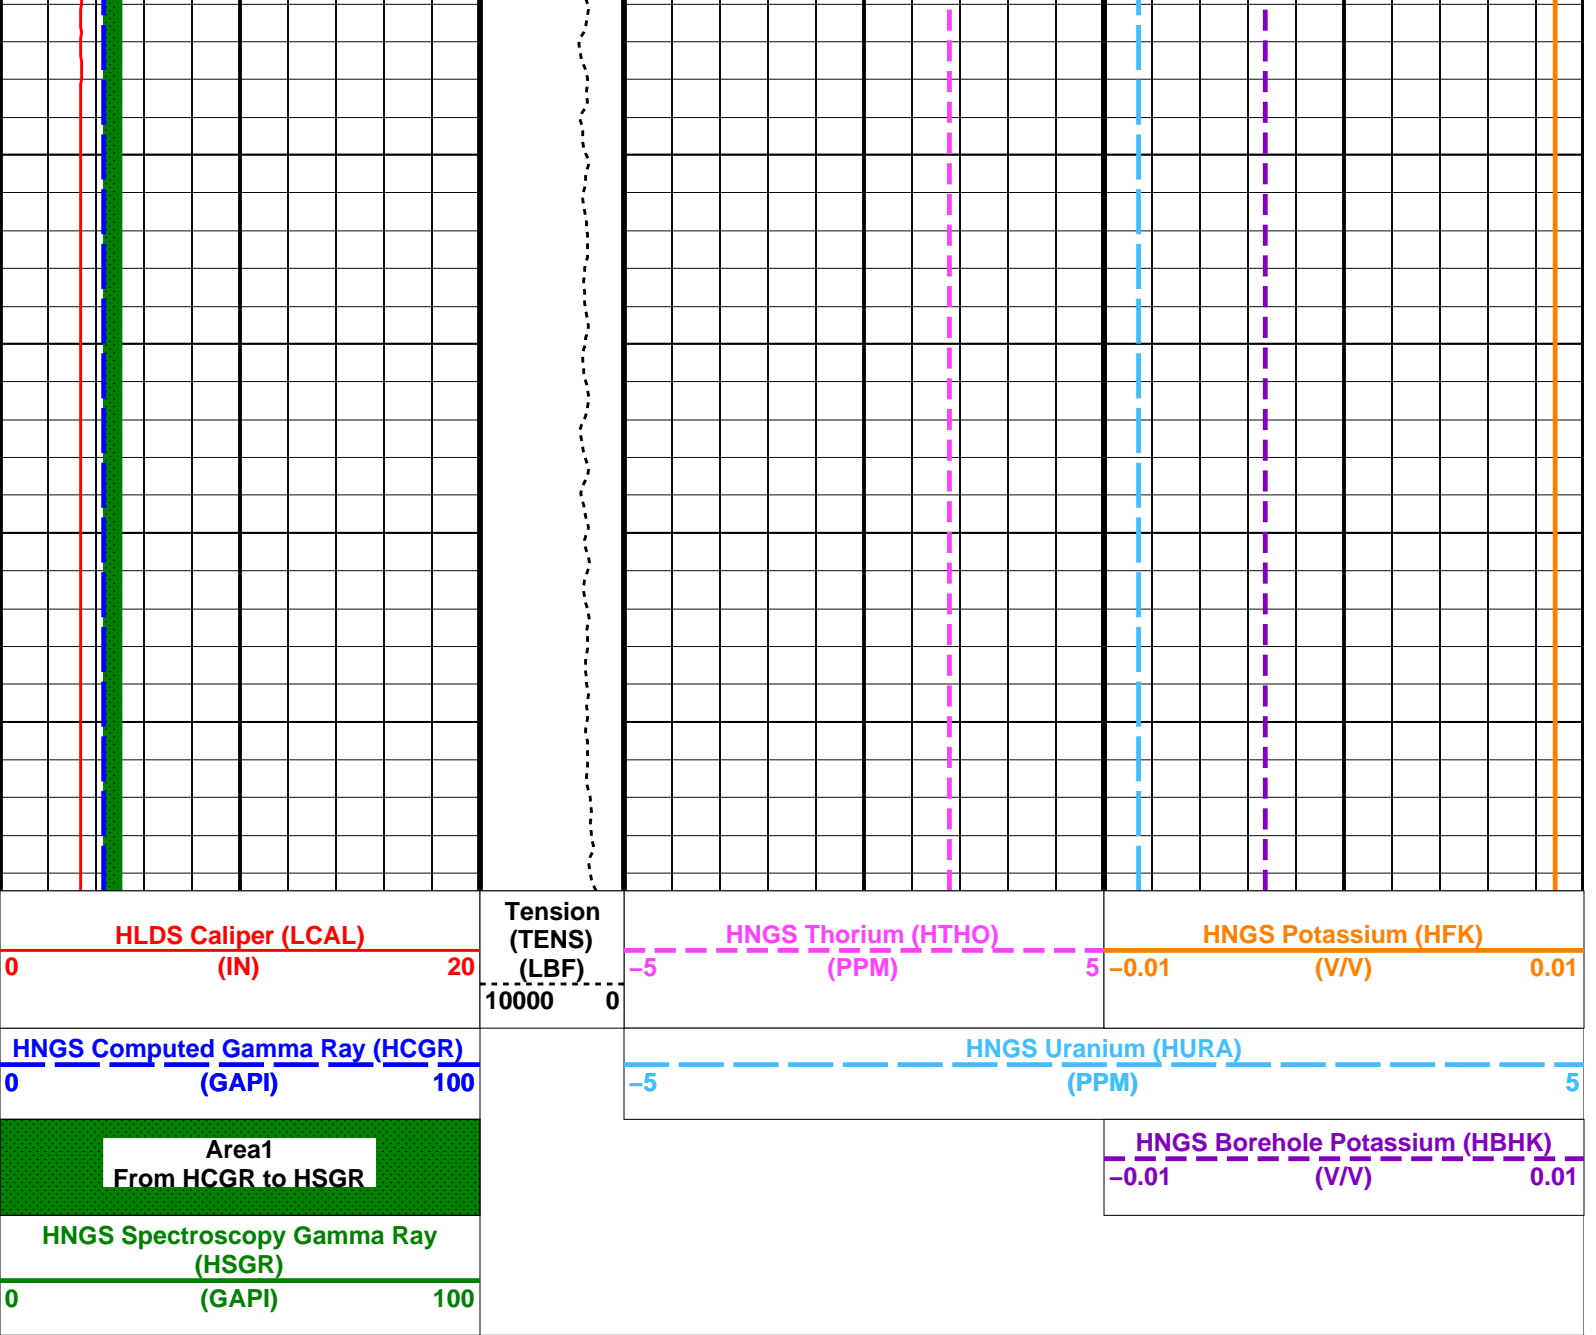 HLDS Caliper (LCAL)
0 (IN) 20
Tension
(TENS)
(LBF)
10000 0
HNGS Thorium (HTHO)
–5 (PPM) 5
HNGS Potassium (HFK)
–0.01 (V/V) 0.01
HNGS Computed Gamma Ray (HCGR)
0 (GAPI) 100
HNGS Uranium (HURA)
–5 (PPM) 5
Area1
From HCGR to HSGR
HNGS Borehole Potassium (HBHK)
–0.01 (V/V) 0.01
HNGS Spectroscopy Gamma Ray
(HSGR)
0 (GAPI) 100